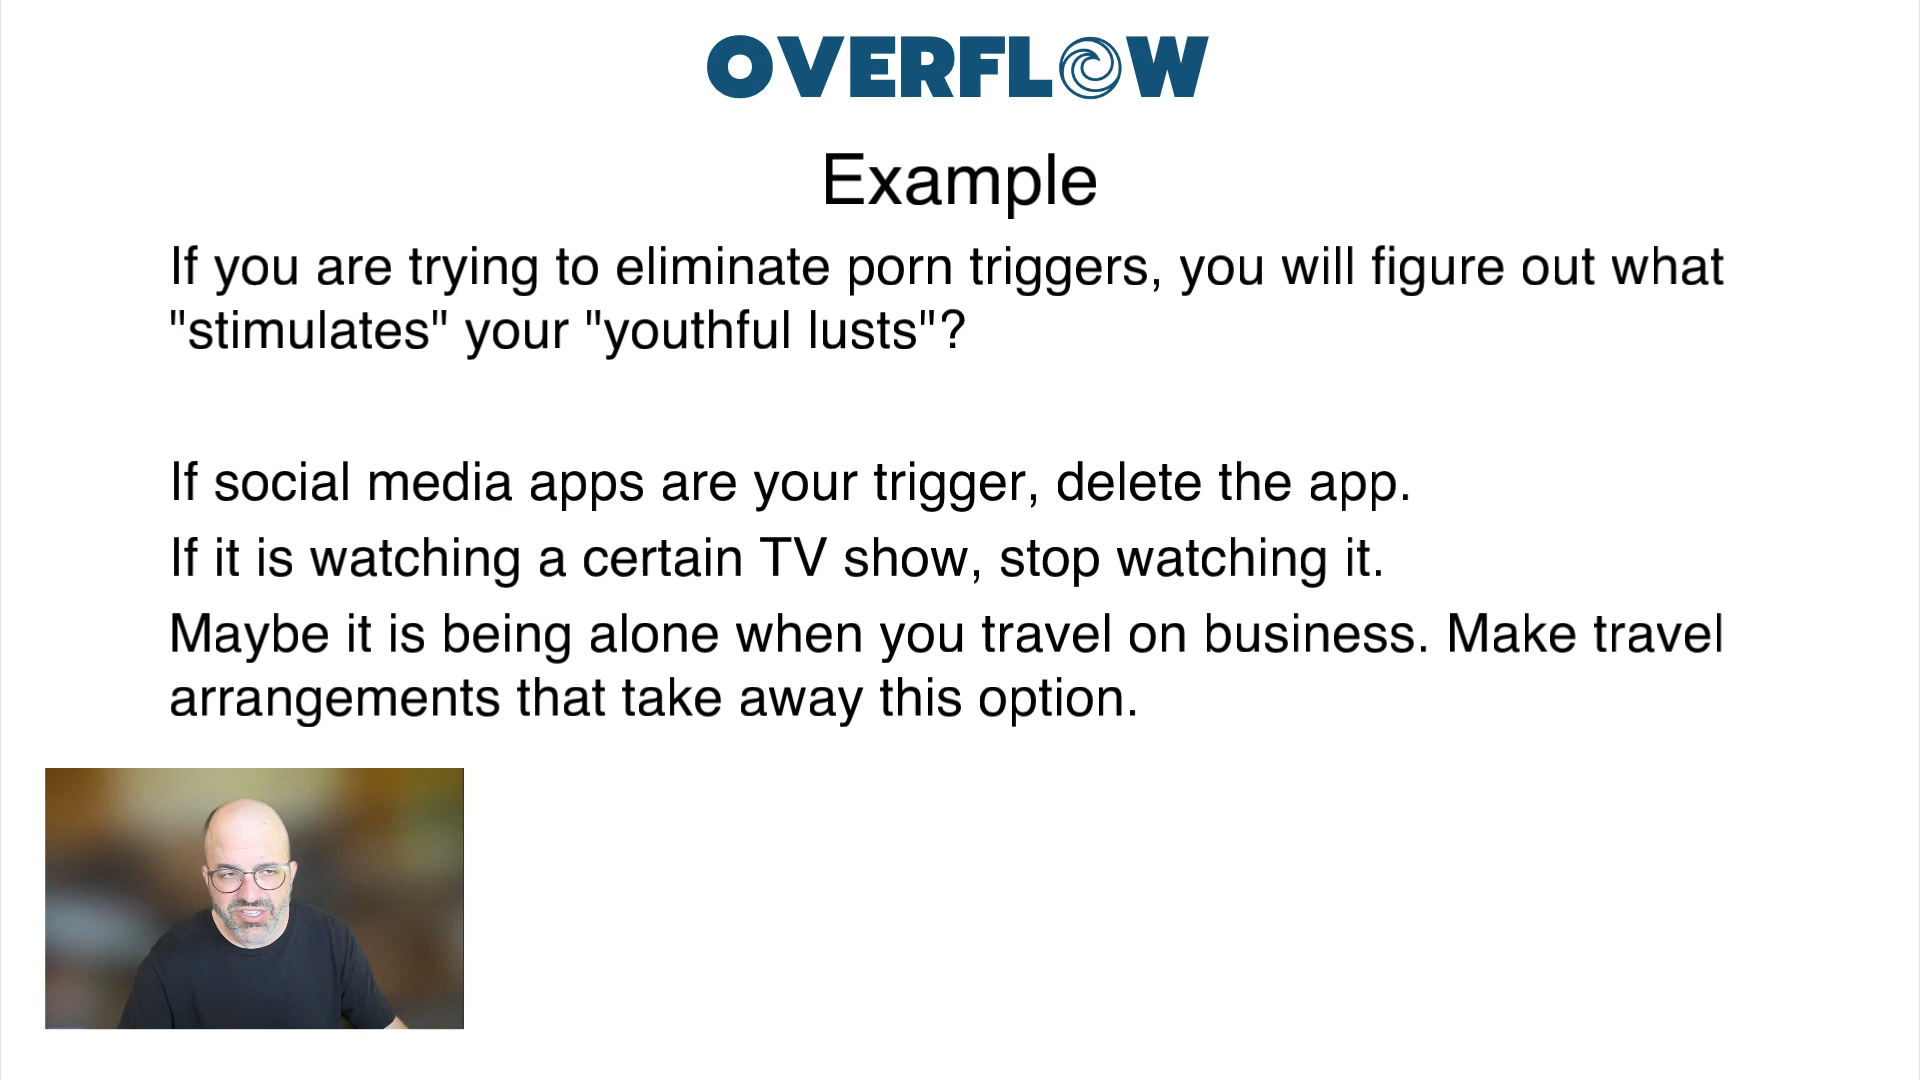 OVERFLOW
Example
If you are trying to eliminate porn triggers, you will figure out what
"stimulates" your "youthful lusts"?
If social media apps are your trigger, delete the app.
If it is watching a certain TV show, stop watching it.
Maybe it is being alone when you travel on business. Make travel
arrangements that take away this option.